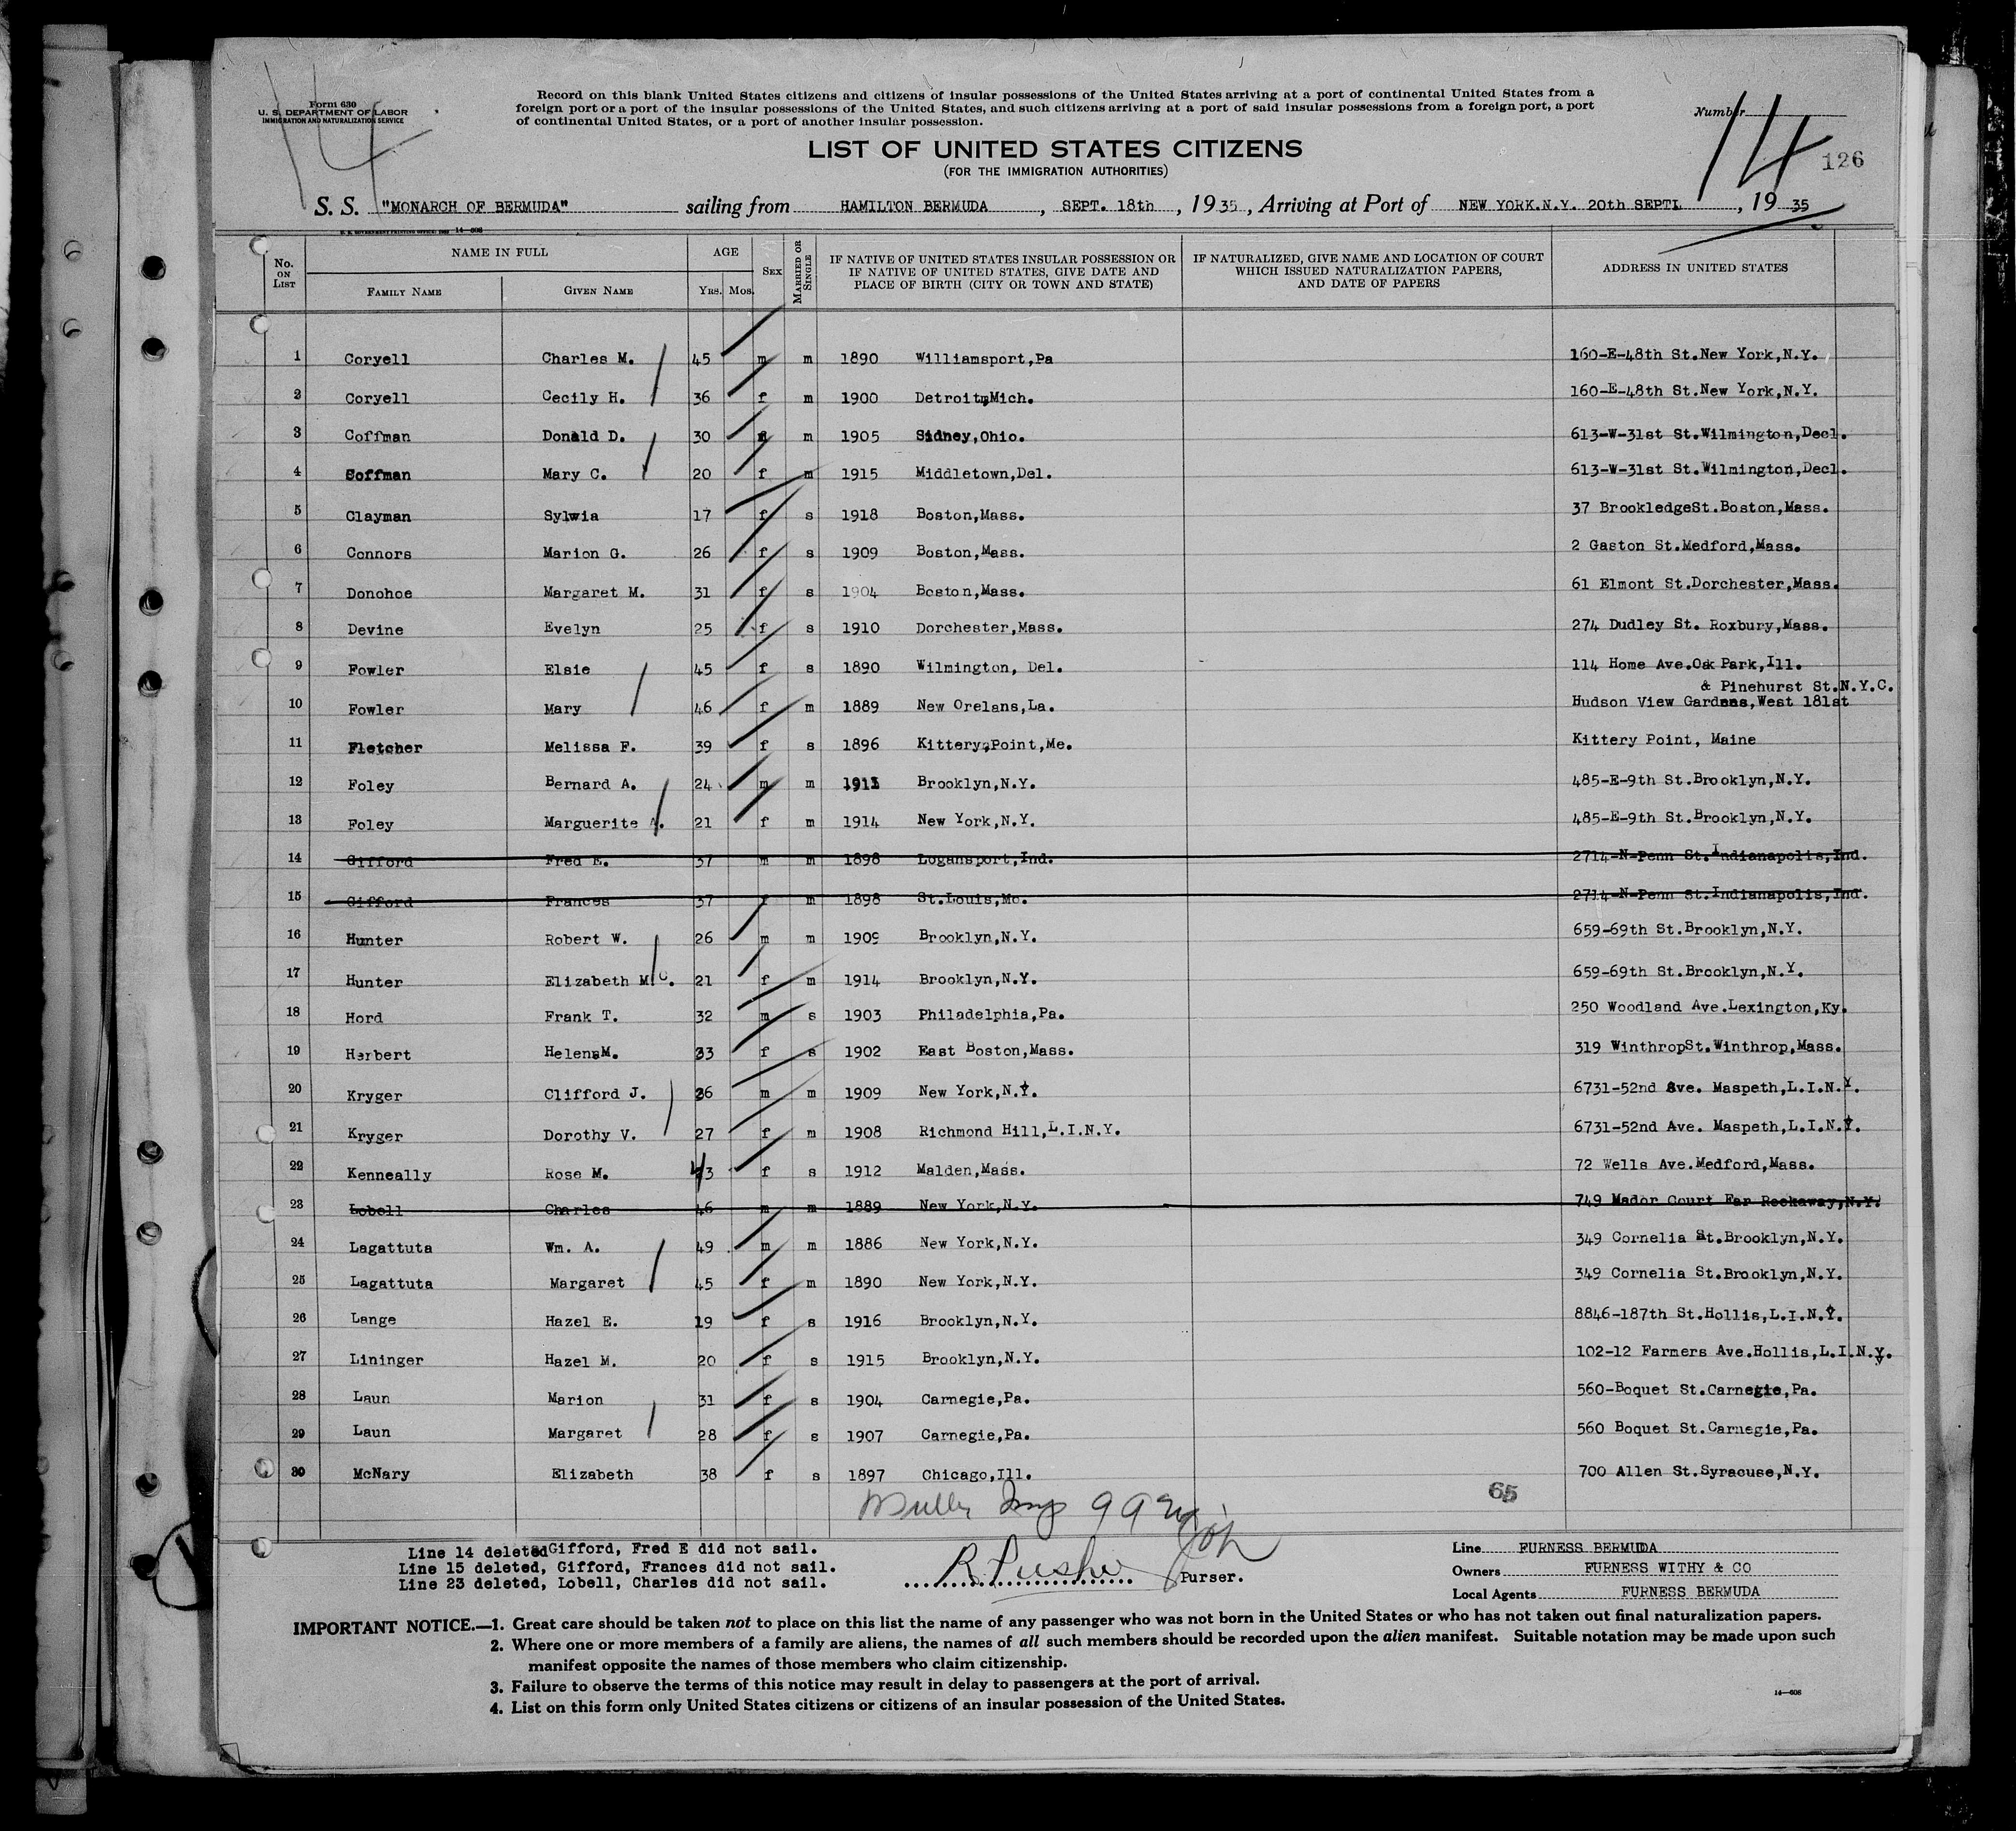 Form 630
U. S. DEPARTMENT OF LABOR
IMMIGRATION AND NATURALIZATION SERVICE
14
Record on this blank United States citizens and citizens of insular possessions of the United States arriving at a port of continental United States from a
foreign port or a port of the insular possessions of the United States, and such citizens arriving at a port of said insular possessions from a foreign port, a port
of continental United States, or a port of another insular possession.
Number 14
126
LIST OF UNITED STATES CITIZENS
(FOR THE IMMIGRATION AUTHORITIES)
S. S. "MONARCH OF BERMUDA" sailing from HAMILTON BERMUDA, SEPT. 18th, 1935, Arriving at Port of NEW YORK.N.Y. 20th SEPTL, 19 35
14—608
No. ON LIST NAME IN FULL FAMILY NAME GIVEN NAME AGE YRS. MOS. SEX MARRIED OR SINGLE IF NATIVE OF UNITED STATES INSULAR POSSESSION OR IF NATIVE OF UNITED STATES, GIVE DATE AND PLACE OF BIRTH (CITY OR TOWN AND STATE) IF NATURALIZED, GIVE NAME AND LOCATION OF COURT WHICH ISSUED NATURALIZATION PAPERS, AND DATE OF PAPERS ADDRESS IN UNITED STATES
1 Coryell Charles M. 45 m m 1890 Williamsport,Pa 160-E-48th St.New York,N.Y.
2 Coryell Cecily H. 36 f m 1900 Detroit,Mich. 160-E-48th St.New York,N.Y.
3 Coffman Donald D. 30 m m 1905 Sidney,Ohio. 613-W-31st St.Wilmington,Decl.
4 Soffman Mary C. 20 f m 1915 Middletown,Del. 613-W-31st St.Wilmington,Decl.
5 Clayman Sylwia 17 f s 1918 Boston,Mass. 37 BrookledgeSt.Boston,Mass.
6 Connors Marion G. 26 f s 1909 Boston,Mass. 2 Gaston St.Medford,Mass.
7 Donohoe Margaret M. 31 f s 1904 Boston,Mass. 61 Elmont St.Dorchester,Mass.
8 Devine Evelyn 25 f s 1910 Dorchester,Mass. 274 Dudley St. Roxbury,Mass.
9 Fowler Elsie 45 f s 1890 Wilmington, Del. 114 Home Ave.Oak Park,Ill.
& Pinehurst St.N.Y.C.
10 Fowler Mary 46 f m 1889 New Orelans,La. Hudson View Gardens,West 181st
11 Fletcher Melissa F. 39 f s 1896 Kittery,Point,Me. Kittery Point, Maine
12 Foley Bernard A. 24 m m 1911 Brooklyn,N.Y. 485-E-9th St.Brooklyn,N.Y.
13 Foley Marguerite A. 21 f m 1914 New York,N.Y. 485-E-9th St.Brooklyn,N.Y.
14 Gifford Fred E. 37 m m 1898 Logansport,Ind. 2714-N-Penn St.Indianapolis,Ind.
15 Gifford Frances 37 f m 1898 St.Louis,Mo. 2714-N-Penn St.Indianapolis,Ind.
16 Hunter Robert W. 26 m m 1909 Brooklyn,N.Y. 659-69th St.Brooklyn,N.Y.
17 Hunter Elizabeth Mc. 21 f m 1914 Brooklyn,N.Y. 659-69th St.Brooklyn,N.Y.
18 Hord Frank T. 32 m s 1903 Philadelphia,Pa. 250 Woodland Ave.Lexington,Ky.
19 Herbert Helen M. 33 f s 1902 East Boston,Mass. 319 WinthropSt.Winthrop,Mass.
20 Kryger Clifford J. 26 m m 1909 New York,N.Y. 6731-52nd Ave. Maspeth,L.I.N.Y.
21 Kryger Dorothy V. 27 f m 1908 Richmond Hill,L.I.N.Y. 6731-52nd Ave. Maspeth,L.I.N.Y.
22 Kenneally Rose M. 23 f s 1912 Malden,Mass. 72 Wells Ave.Medford,Mass.
23 Lobell Charles 46 m m 1889 New York,N.Y. 749 Mador Court Far Rockaway,N.Y.
24 Lagattuta Wm. A. 49 m m 1886 New York,N.Y. 349 Cornelia St.Brooklyn,N.Y.
25 Lagattuta Margaret 45 f m 1890 New York,N.Y. 349 Cornelia St.Brooklyn,N.Y.
26 Lange Hazel E. 19 f s 1916 Brooklyn,N.Y. 8846-187th St.Hollis,L.I.N.Y.
27 Lininger Hazel M. 20 f s 1915 Brooklyn,N.Y. 102-12 Farmers Ave.Hollis,L.I.N.Y.
28 Laun Marion 31 f s 1904 Carnegie,Pa. 560-Boquet St.Carnegie,Pa.
29 Laun Margaret 28 f s 1907 Carnegie,Pa. 560 Boquet St.Carnegie,Pa.
30 McNary Elizabeth 38 f s 1897 Chicago,Ill. 700 Allen St.Syracuse,N.Y.
65
Line 14 deleted Gifford, Fred E did not sail.
Line 15 deleted, Gifford, Frances did not sail.
Line 23 deleted, Lobell, Charles did not sail.
Purser.
Line FURNESS BERMUDA
Owners FURNESS WITHY & CO
Local Agents FURNESS BERMUDA
IMPORTANT NOTICE.—1. Great care should be taken not to place on this list the name of any passenger who was not born in the United States or who has not taken out final naturalization papers.
2. Where one or more members of a family are aliens, the names of all such members should be recorded upon the alien manifest. Suitable notation may be made upon such
manifest opposite the names of those members who claim citizenship.
3. Failure to observe the terms of this notice may result in delay to passengers at the port of arrival.
4. List on this form only United States citizens or citizens of an insular possession of the United States.
14—608